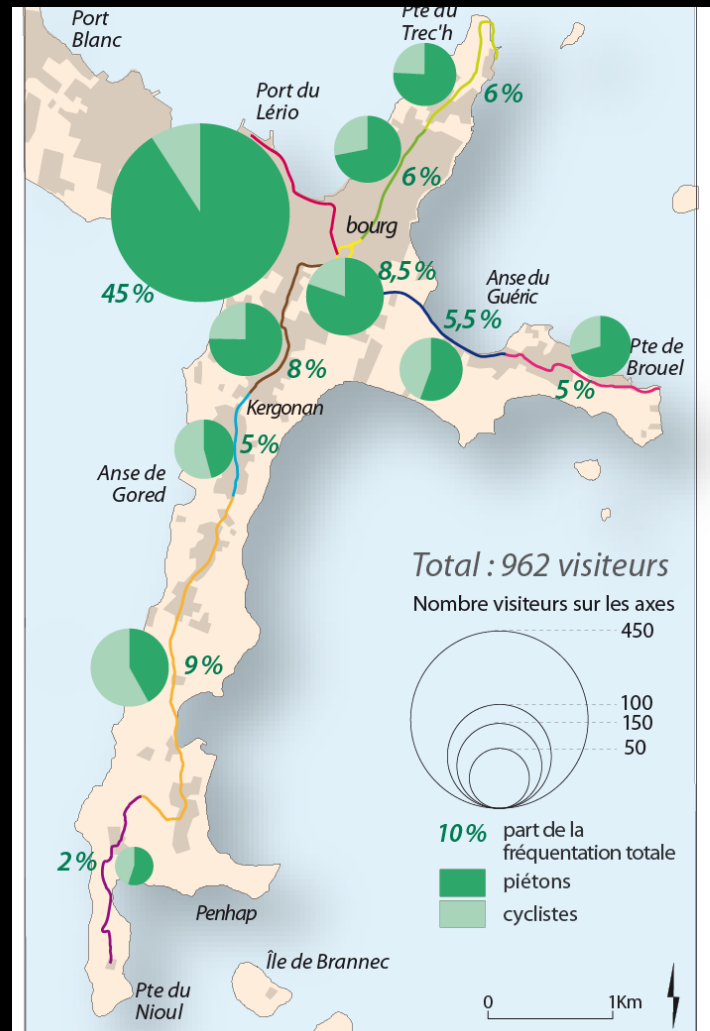 Port
Blanc
Pte du
Trec'h
Port du
Lério
6 %
6 %
bourg
45 %
8,5 %
Anse du
Guéric
5,5 %
Pte de
Brouel
8 %
5 %
Kergonan
5 %
Anse de
Gored
Total : 962 visiteurs
Nombre visiteurs sur les axes
450
100
150
50
9 %
10 %
part de la
fréquentation totale
piétons
cyclistes
2 %
Penhap
Île de Brannec
Pte du
Nioul
0
1Km